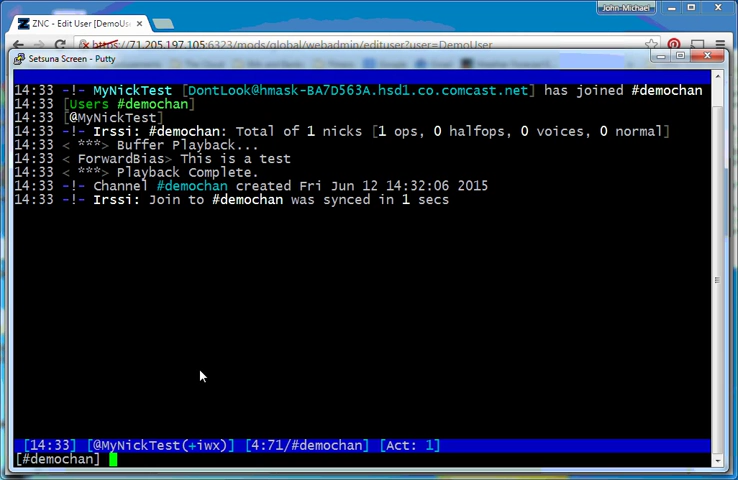 John-Michael
ZNC - Edit User [DemoUse
https://71.205.197.105:6323/mods/global/webadmin/edituser?user=DemoUser
Setsuna Screen - Putty
14:33 -!- MyNickTest [DontLook@hmask-BA7D563A.hsd1.co.comcast.net] has joined #demochan
14:33 [Users #demochan]
14:33 [@MyNickTest]
14:33 -!- Irssi: #demochan: Total of 1 nicks [1 ops, 0 halfops, 0 voices, 0 normal]
14:33 < ***> Buffer Playback...
14:33 < ForwardBias> This is a test
14:33 < ***> Playback Complete.
14:33 -!- Channel #demochan created Fri Jun 12 14:32:06 2015
14:33 -!- Irssi: Join to #demochan was synced in 1 secs
[14:33] [@MyNickTest(+iwx)] [4:71/#demochan] [Act: 1]
[#demochan]